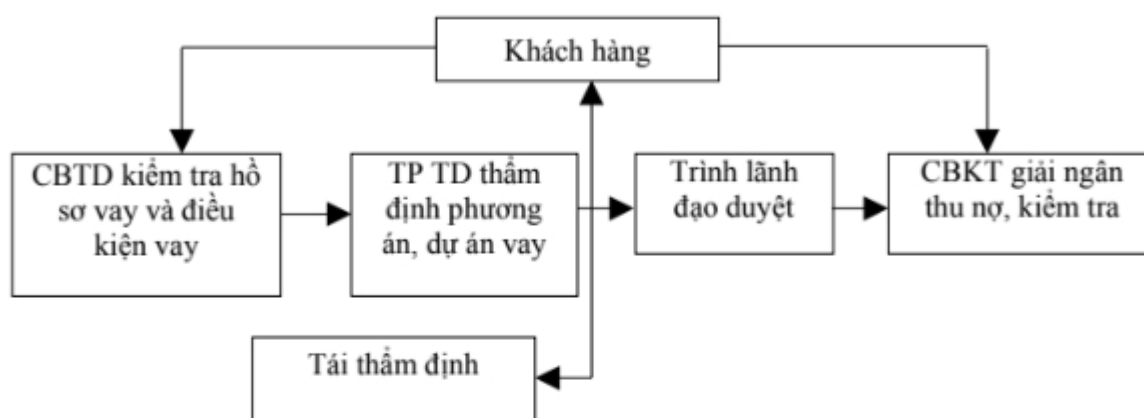 Khách hàng
CBTD kiểm tra hồ
sơ vay và điều
kiện vay
TP TD thẩm
định phương
án, dự án vay
Trình lãnh
đạo duyệt
CBKT giải ngân
thu nợ, kiểm tra
Tái thẩm định